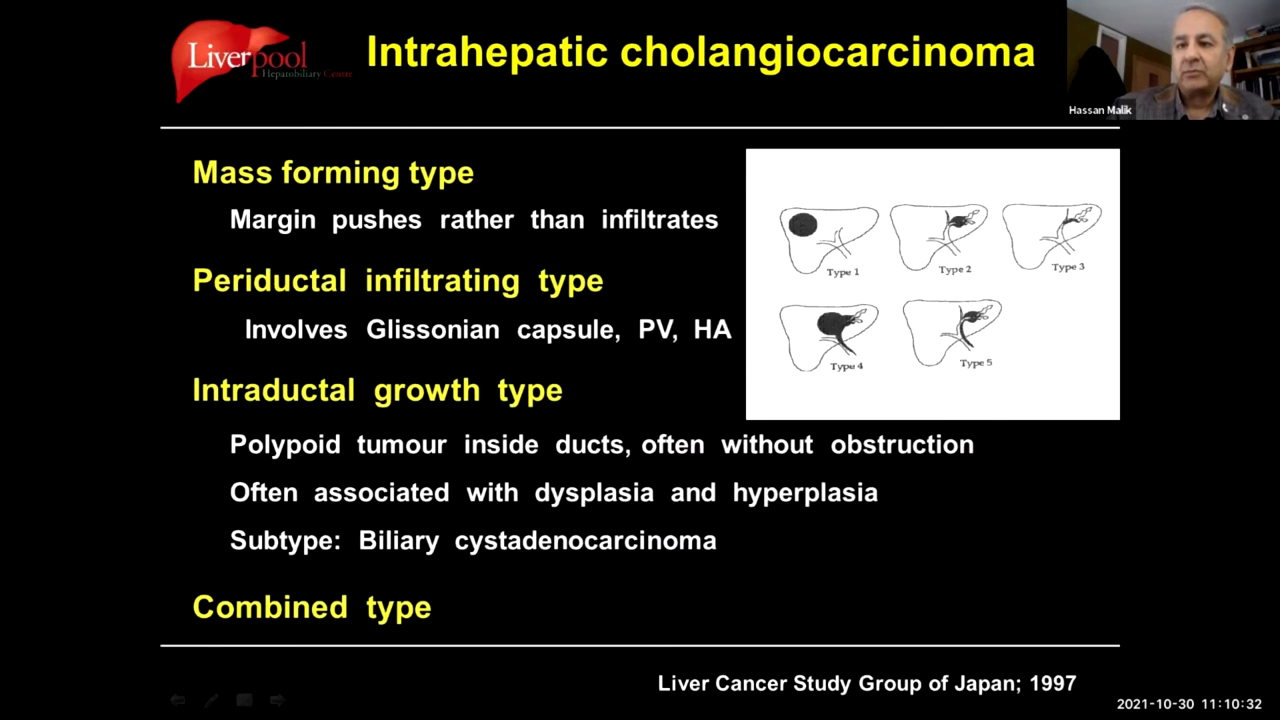 Liverpool
Hepatobiliary Centre
Intrahepatic cholangiocarcinoma
Hassan Malik
Mass forming type
Margin pushes rather than infiltrates
Periductal infiltrating type
Involves Glissonian capsule, PV, HA
Intraductal growth type
Polypoid tumour inside ducts, often without obstruction
Often associated with dysplasia and hyperplasia
Subtype: Biliary cystadenocarcinoma
Combined type
Type 1
Type 2
Type 3
Type 4
Type 5
Liver Cancer Study Group of Japan; 1997
2021-10-30 11:10:32